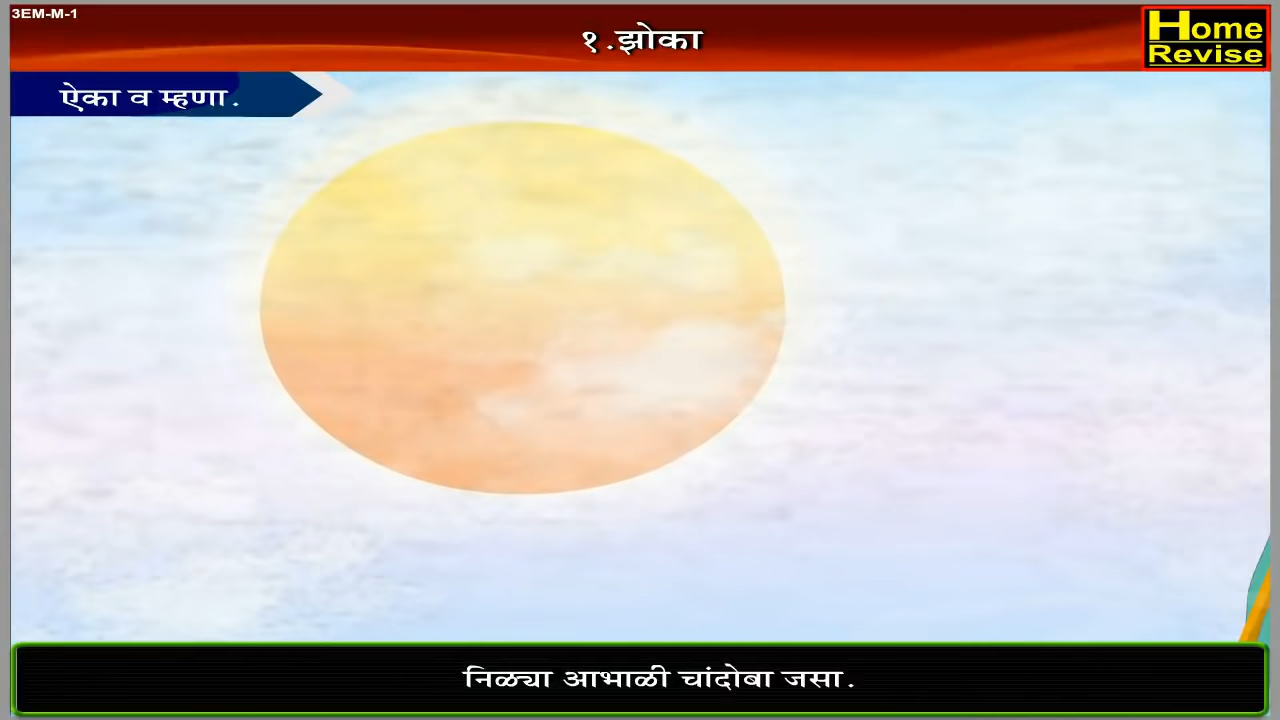 3EM-M-1
१.झोका
Home
Revise
ऐका व म्हणा.
निळ्या आभाळी चांदोबा जसा.